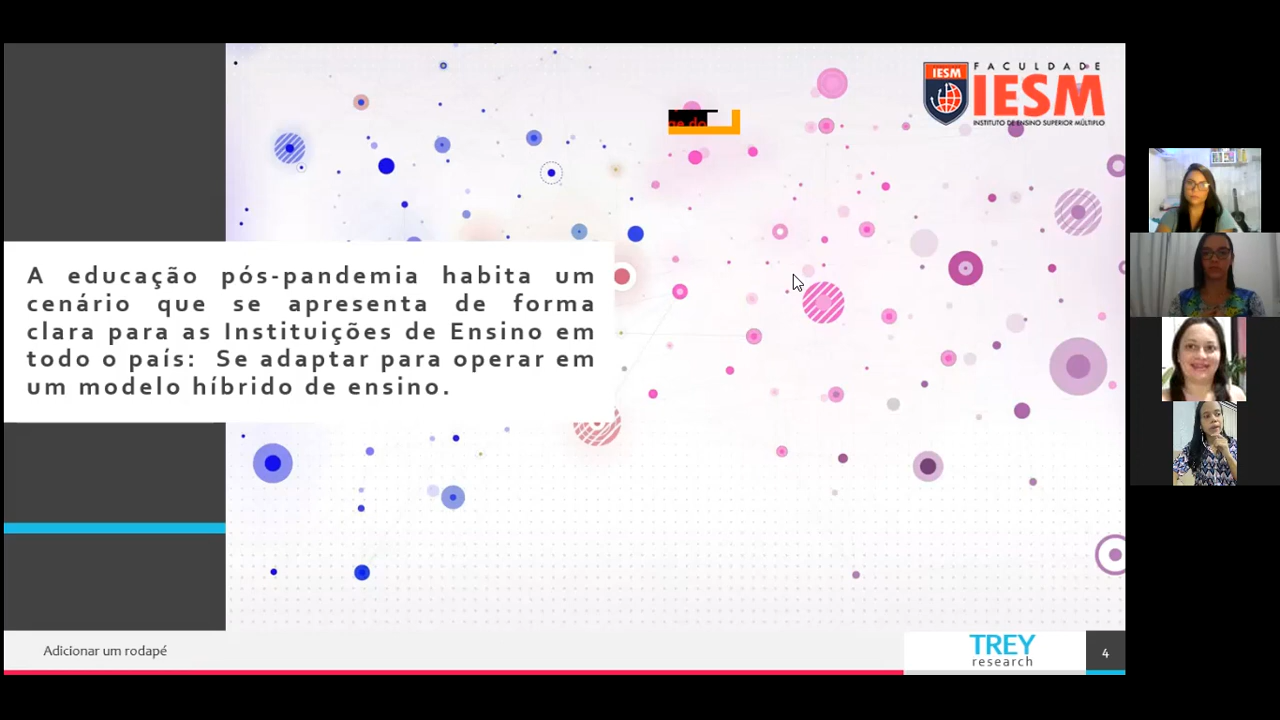 FACULDADE
IESM
IESM
INSTITUTO DE ENSINO SUPERIOR MÚLTIPLO
A educação pós-pandemia habita um
cenário que se apresenta de forma
clara para as Instituições de Ensino em
todo o país: Se adaptar para operar em
um modelo híbrido de ensino.
Adicionar um rodapé
TREY
research
4